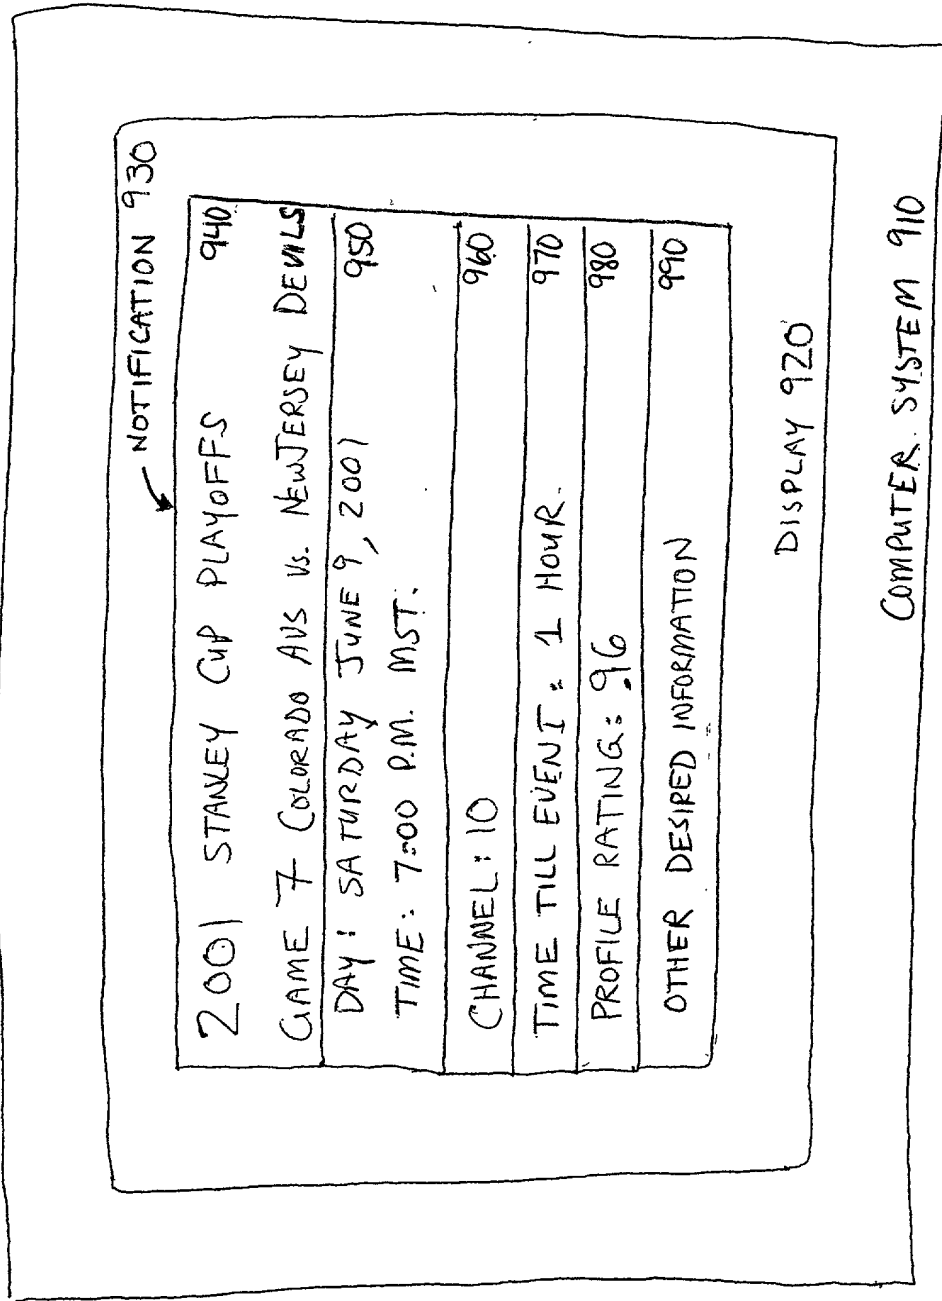 NOTIFICATION 930
2001 STANLEY CUP PLAYOFFS 940
GAME 7 COLORADO AVS Vs. NEW JERSEY DEVILS
DAY: SATURDAY JUNE 9, 2001 950
TIME: 7:00 P.M. MST.
CHANNEL: 10 960
TIME TILL EVENT: 1 HOUR. 970
PROFILE RATING: .96 980
OTHER DESIRED INFORMATION 990
DISPLAY 920
COMPUTER SYSTEM 910